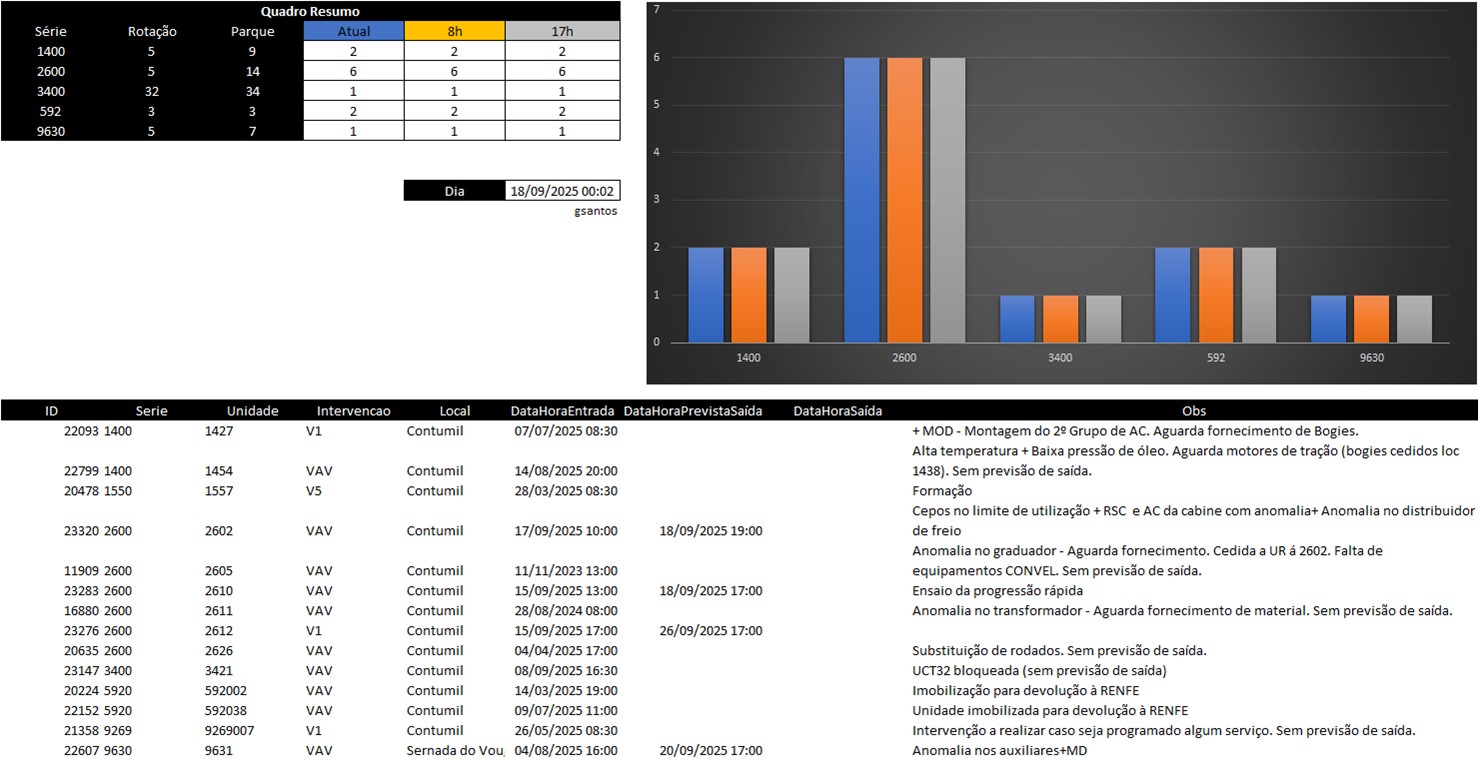 Quadro Resumo
Série Rotação Parque Atual 8h 17h
1400 5 9 2 2 2
2600 5 14 6 6 6
3400 32 34 1 1 1
592 3 3 2 2 2
9630 5 7 1 1 1
Dia 18/09/2025 00:02
gsantos
7
6
5
4
3
2
1
0
1400 2600 3400 592 9630
ID Serie Unidade Intervencao Local DataHoraEntrada DataHoraPrevistaSaída DataHoraSaída Obs
22093 1400 1427 V1 Contumil 07/07/2025 08:30 + MOD - Montagem do 2º Grupo de AC. Aguarda fornecimento de Bogies.
Alta temperatura + Baixa pressão de óleo. Aguarda motores de tração (bogies cedidos loc
22799 1400 1454 VAV Contumil 14/08/2025 20:00 1438). Sem previsão de saída.
20478 1550 1557 V5 Contumil 28/03/2025 08:30 Formação
Cepos no limite de utilização + RSC e AC da cabine com anomalia+ Anomalia no distribuidor
23320 2600 2602 VAV Contumil 17/09/2025 10:00 18/09/2025 19:00 de freio
Anomalia no graduador - Aguarda fornecimento. Cedida a UR á 2602. Falta de
11909 2600 2605 VAV Contumil 11/11/2023 13:00 equipamentos CONVEL. Sem previsão de saída.
23283 2600 2610 VAV Contumil 15/09/2025 13:00 18/09/2025 17:00 Ensaio da progressão rápida
16880 2600 2611 VAV Contumil 28/08/2024 08:00 Anomalia no transformador - Aguarda fornecimento de material. Sem previsão de saída.
23276 2600 2612 V1 Contumil 15/09/2025 17:00 26/09/2025 17:00
20635 2600 2626 VAV Contumil 04/04/2025 17:00 Substituição de rodados. Sem previsão de saída.
23147 3400 3421 VAV Contumil 08/09/2025 16:30 UCT32 bloqueada (sem previsão de saída)
20224 5920 592002 VAV Contumil 14/03/2025 19:00 Imobilização para devolução à RENFE
22152 5920 592038 VAV Contumil 09/07/2025 11:00 Unidade imobilizada para devolução à RENFE
21358 9269 9269007 V1 Contumil 26/05/2025 08:30 Intervenção a realizar caso seja programado algum serviço. Sem previsão de saída.
22607 9630 9631 VAV Sernada do Vou 04/08/2025 16:00 20/09/2025 17:00 Anomalia nos auxiliares+MD